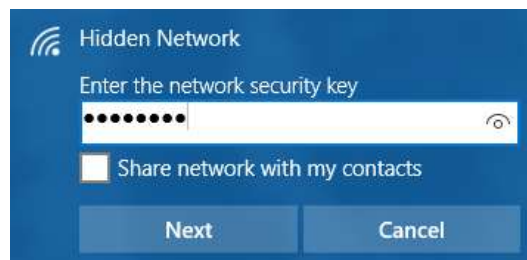 Hidden Network
Enter the network security key
●●●●●●●●
Share network with my contacts
Next Cancel